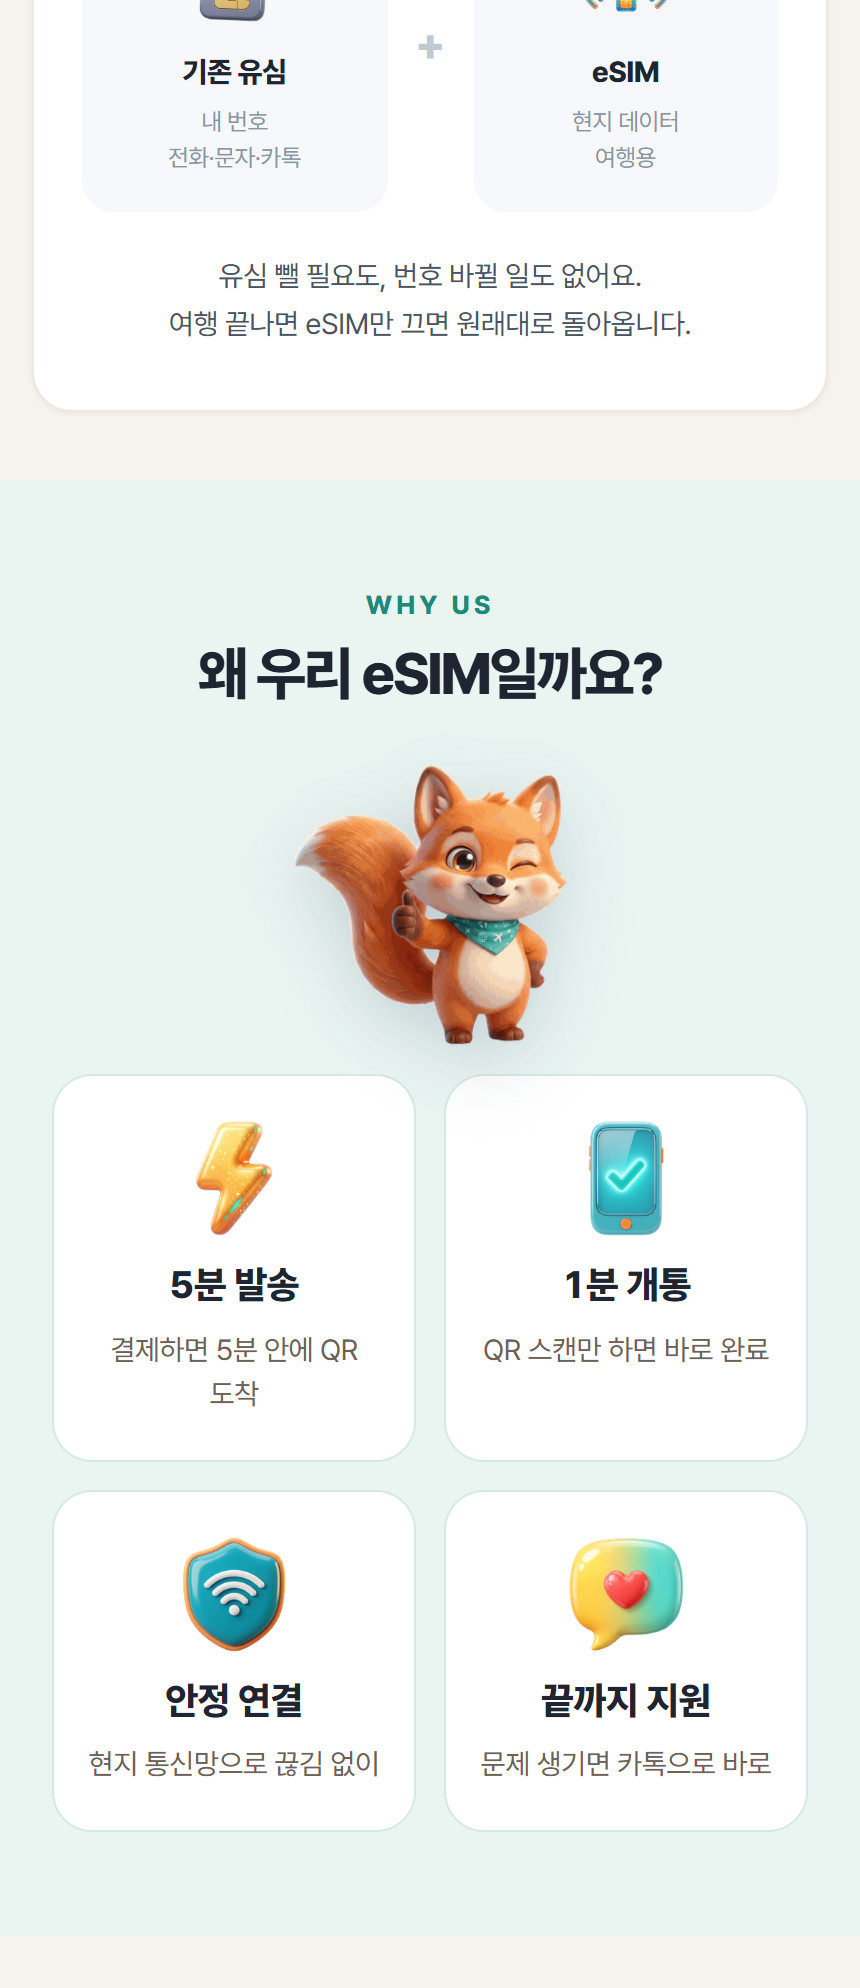 기존 유심
내 번호
전화·문자·카톡
+
eSIM
현지 데이터
여행용
유심 뺄 필요도, 번호 바뀔 일도 없어요.
여행 끝나면 eSIM만 끄면 원래대로 돌아옵니다.
WHY US
왜 우리 eSIM일까요?
5분 발송
결제하면 5분 안에 QR
도착
1분 개통
QR 스캔만 하면 바로 완료
안정 연결
현지 통신망으로 끊김 없이
끝까지 지원
문제 생기면 카톡으로 바로